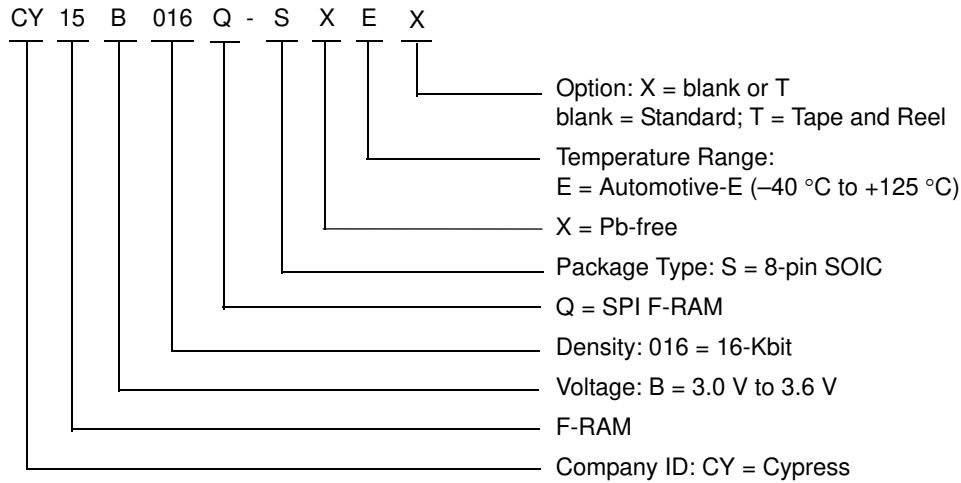 CY 15 B 016 Q - S X E X
Option: X = blank or T
blank = Standard; T = Tape and Reel
Temperature Range:
E = Automotive-E (–40 °C to +125 °C)
X = Pb-free
Package Type: S = 8-pin SOIC
Q = SPI F-RAM
Density: 016 = 16-Kbit
Voltage: B = 3.0 V to 3.6 V
F-RAM
Company ID: CY = Cypress